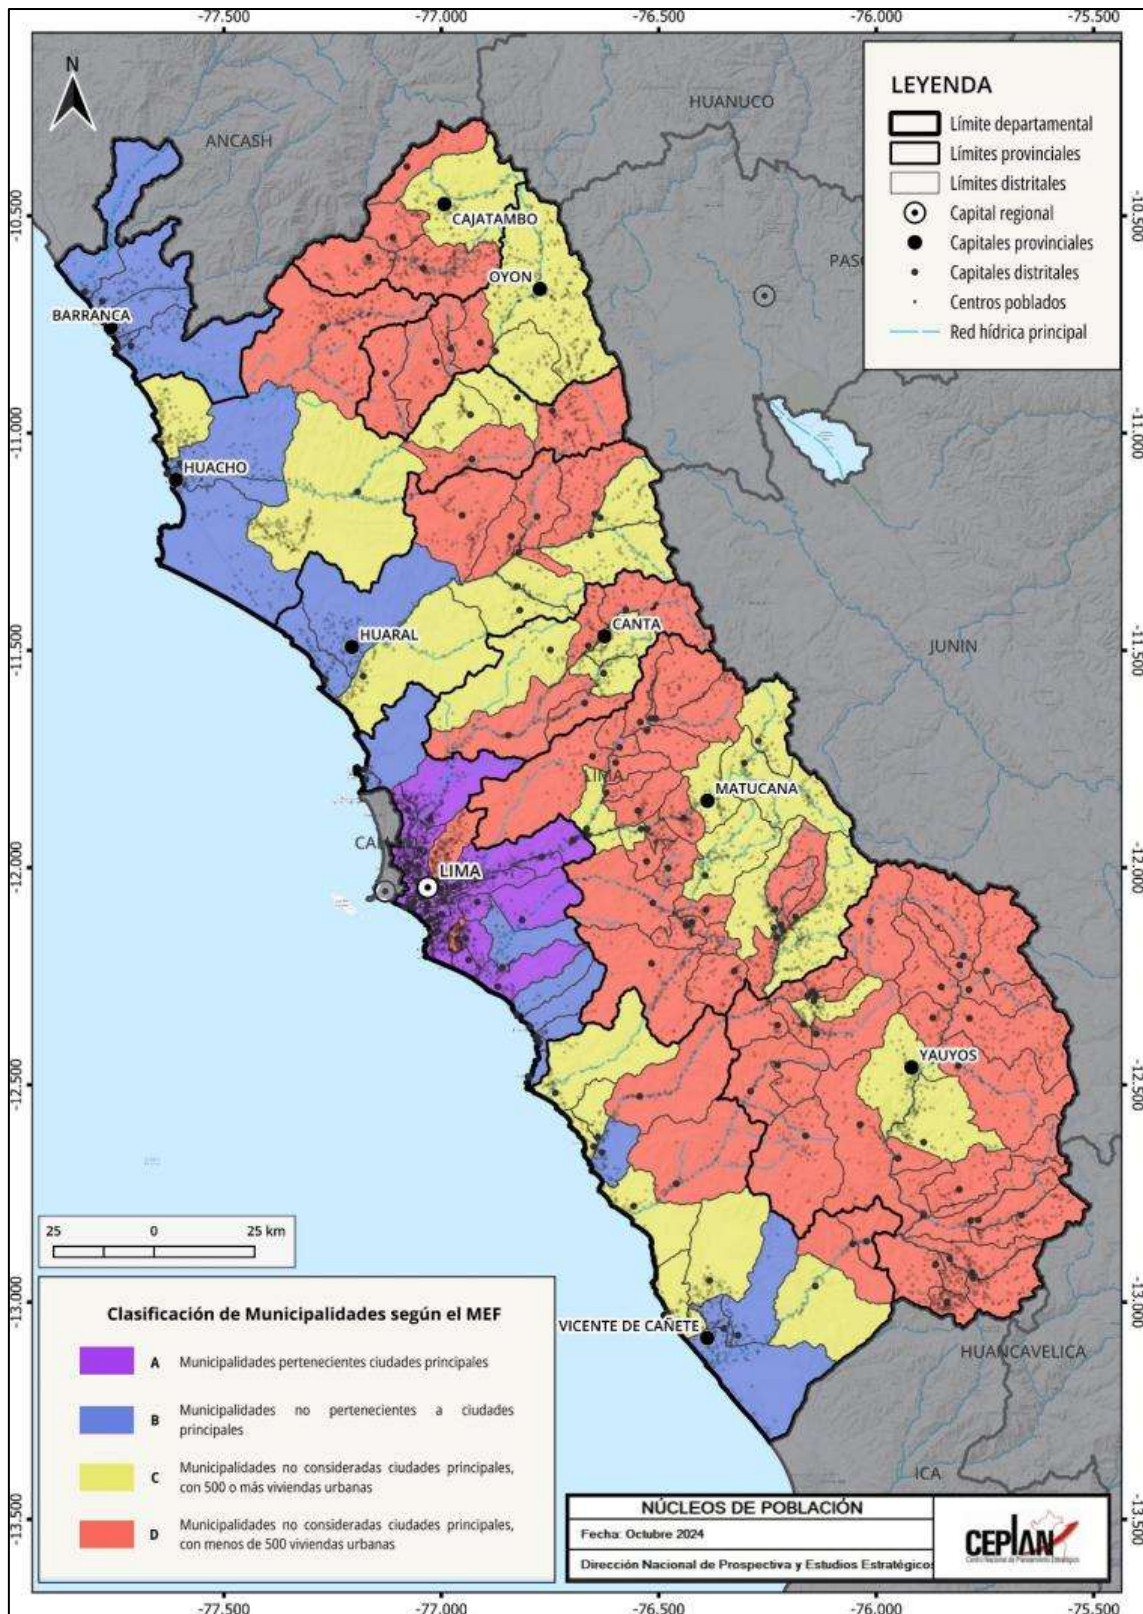 -77.500
-77.000
-76.500
-76.000
-75.500
N
LEYENDA
Límite departamental
Límites provinciales
Límites distritales
Capital regional
Capitales provinciales
Capitales distritales
Centros poblados
Red hídrica principal
HUANUCO
ANCASH
-10.500
-10.500
CAJATAMBO
PASC
OYON
BARRANCA
-11.000
-11.000
HUACHO
-11.500
-11.500
HUARAL
CANTA
JUNIN
LIMA
MATUCANA
-12.000
-12.000
LIMA
YAUYOS
-12.500
-12.500
25
0
25 km
-13.000
-13.000
VICENTE DE CAÑETE
HUANCAVELICA
ICA
-13.500
-13.500
Clasificación de Municipalidades según el MEF
A Municipalidades pertenecientes ciudades principales
B Municipalidades no pertenecientes a ciudades
principales
C Municipalidades no consideradas ciudades principales,
con 500 o más viviendas urbanas
D Municipalidades no consideradas ciudades principales,
con menos de 500 viviendas urbanas
NÚCLEOS DE POBLACIÓN
Fecha: Octubre 2024
Dirección Nacional de Prospectiva y Estudios Estratégicos
CEPLAN
Centro Nacional de Planeamiento Estratégico
-77.500
-77.000
-76.500
-76.000
-75.500